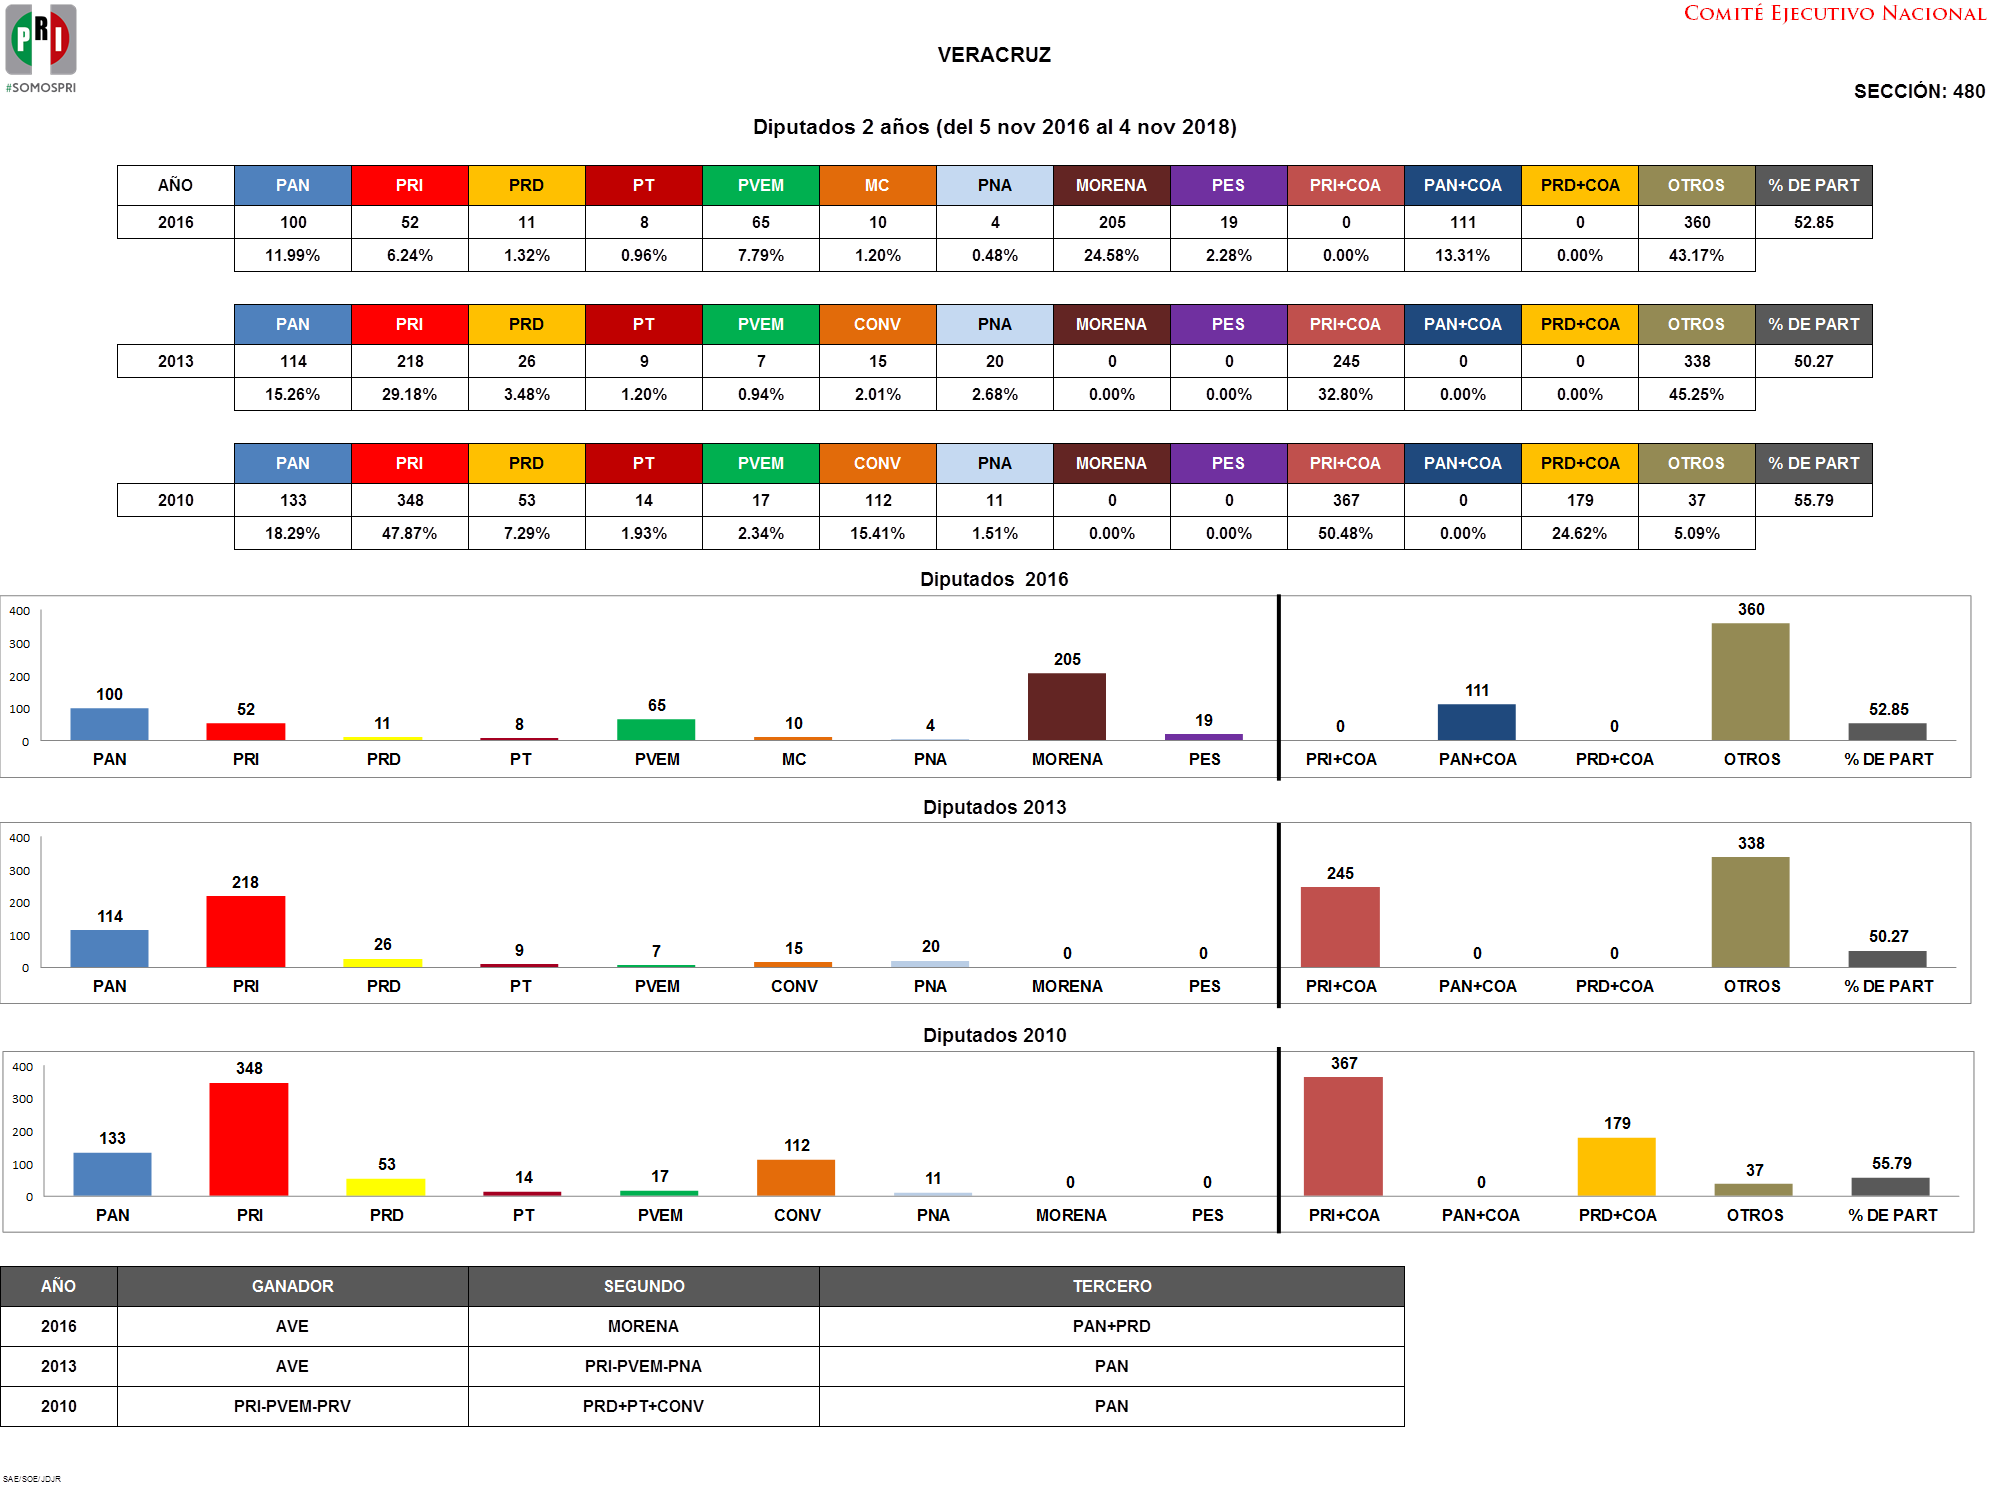 PRI
#SOMOSPRI
COMITÉ EJECUTIVO NACIONAL
VERACRUZ
SECCIÓN: 480
Diputados 2 años (del 5 nov 2016 al 4 nov 2018)
AÑO PAN PRI PRD PT PVEM MC PNA MORENA PES PRI+COA PAN+COA PRD+COA OTROS % DE PART
2016 100 52 11 8 65 10 4 205 19 0 111 0 360 52.85
11.99% 6.24% 1.32% 0.96% 7.79% 1.20% 0.48% 24.58% 2.28% 0.00% 13.31% 0.00% 43.17%
PAN PRI PRD PT PVEM CONV PNA MORENA PES PRI+COA PAN+COA PRD+COA OTROS % DE PART
2013 114 218 26 9 7 15 20 0 0 245 0 0 338 50.27
15.26% 29.18% 3.48% 1.20% 0.94% 2.01% 2.68% 0.00% 0.00% 32.80% 0.00% 0.00% 45.25%
PAN PRI PRD PT PVEM CONV PNA MORENA PES PRI+COA PAN+COA PRD+COA OTROS % DE PART
2010 133 348 53 14 17 112 11 0 0 367 0 179 37 55.79
18.29% 47.87% 7.29% 1.93% 2.34% 15.41% 1.51% 0.00% 0.00% 50.48% 0.00% 24.62% 5.09%
Diputados 2016
400
300
200
100
0
100 52 11 8 65 10 4 205 19 0 111 0 360 52.85
PAN PRI PRD PT PVEM MC PNA MORENA PES PRI+COA PAN+COA PRD+COA OTROS % DE PART
Diputados 2013
400
300
200
100
0
114 218 26 9 7 15 20 0 0 245 0 0 338 50.27
PAN PRI PRD PT PVEM CONV PNA MORENA PES PRI+COA PAN+COA PRD+COA OTROS % DE PART
Diputados 2010
400
300
200
100
0
133 348 53 14 17 112 11 0 0 367 0 179 37 55.79
PAN PRI PRD PT PVEM CONV PNA MORENA PES PRI+COA PAN+COA PRD+COA OTROS % DE PART
AÑO GANADOR SEGUNDO TERCERO
2016 AVE MORENA PAN+PRD
2013 AVE PRI-PVEM-PNA PAN
2010 PRI-PVEM-PRV PRD+PT+CONV PAN
SAE/SOE/JDJR